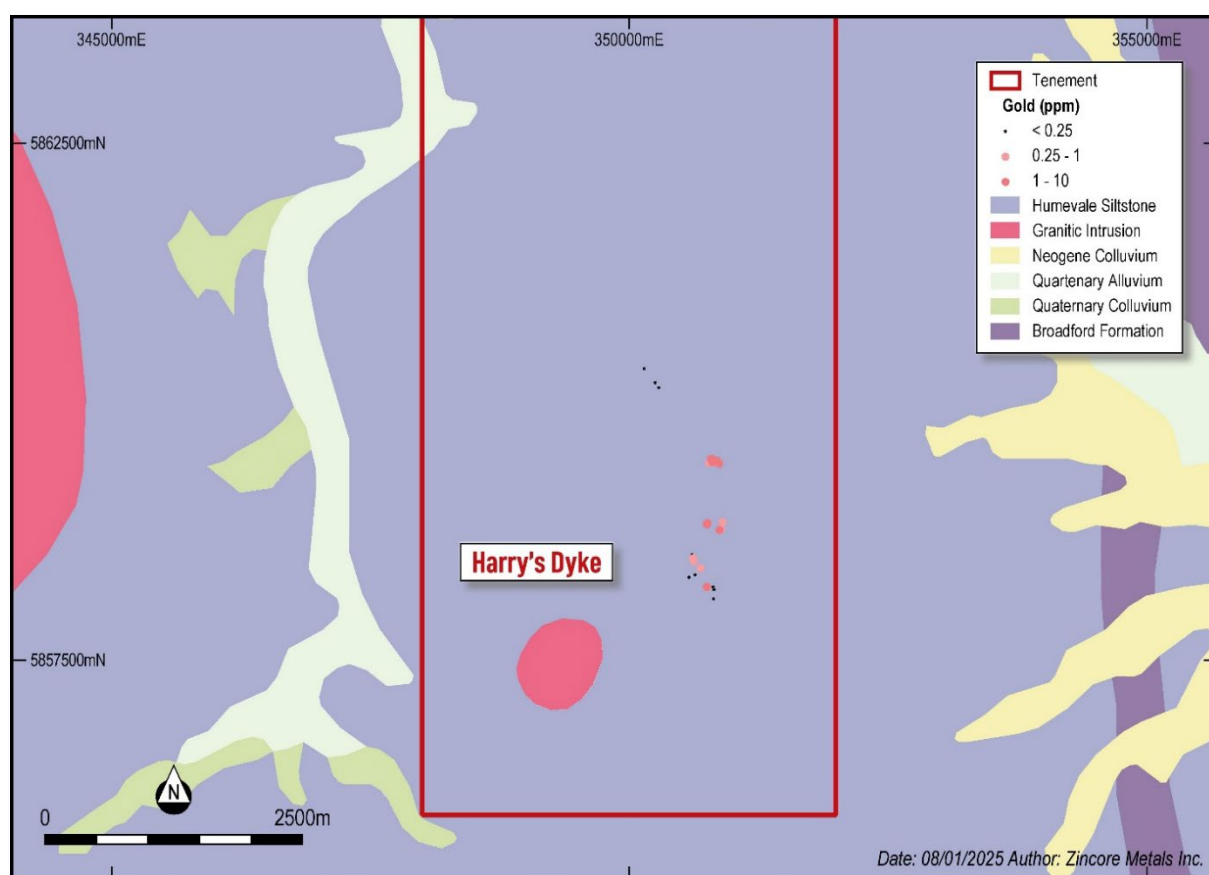 345000mE
350000mE
355000mE
Tenement
Gold (ppm)
< 0.25
0.25 - 1
1 - 10
Humevale Siltstone
Granitic Intrusion
Neogene Colluvium
Quartenary Alluvium
Quaternary Colluvium
Broadford Formation
5862500mN
Harry's Dyke
5857500mN
N
0
2500m
Date: 08/01/2025 Author: Zincore Metals Inc.